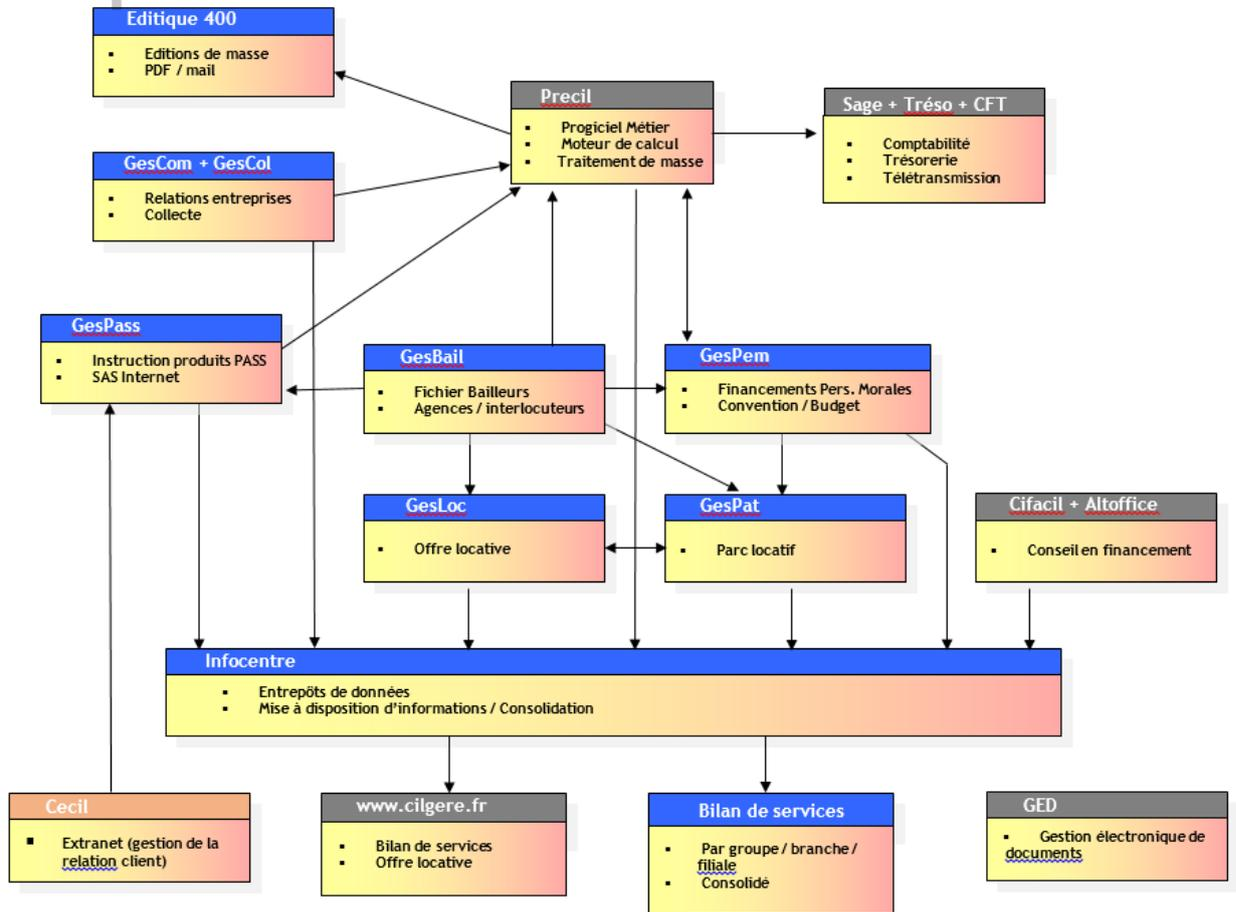 Editique 400
▪ Editions de masse
▪ PDF / mail
Precil
▪ Progiciel Métier
▪ Moteur de calcul
▪ Traitement de masse
Sage + Tréso + CFT
▪ Comptabilité
▪ Trésorerie
▪ Télétransmission
GesCom + GesCol
▪ Relations entreprises
▪ Collecte
GesPass
▪ Instruction produits PASS
▪ SAS Internet
GesBail
▪ Fichier Bailleurs
▪ Agences / interlocuteurs
GesPem
▪ Financements Pers. Morales
▪ Convention / Budget
GesLoc
▪ Offre locative
GesPat
▪ Parc locatif
Cifacil + Altoffice
▪ Conseil en financement
Infocentre
▪ Entrepôts de données
▪ Mise à disposition d'informations / Consolidation
Cecil
▪ Extranet (gestion de la
relation client)
www.cilgere.fr
▪ Bilan de services
▪ Offre locative
Bilan de services
▪ Par groupe / branche /
filiale
▪ Consolidé
GED
▪ Gestion électronique de
documents